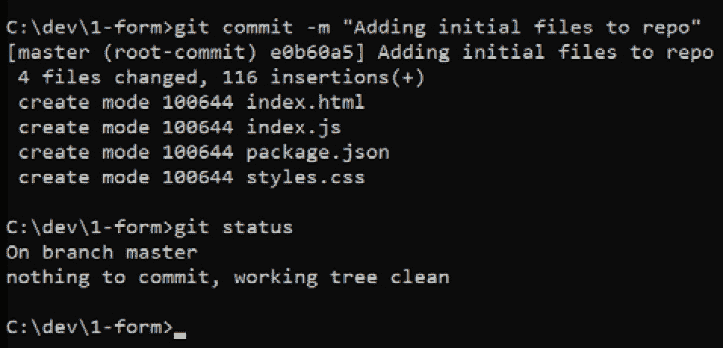 C:\dev\1-form>git commit -m "Adding initial files to repo"
[master (root-commit) e0b60a5] Adding initial files to repo
 4 files changed, 116 insertions(+)
 create mode 100644 index.html
 create mode 100644 index.js
 create mode 100644 package.json
 create mode 100644 styles.css
C:\dev\1-form>git status
On branch master
nothing to commit, working tree clean
C:\dev\1-form>_